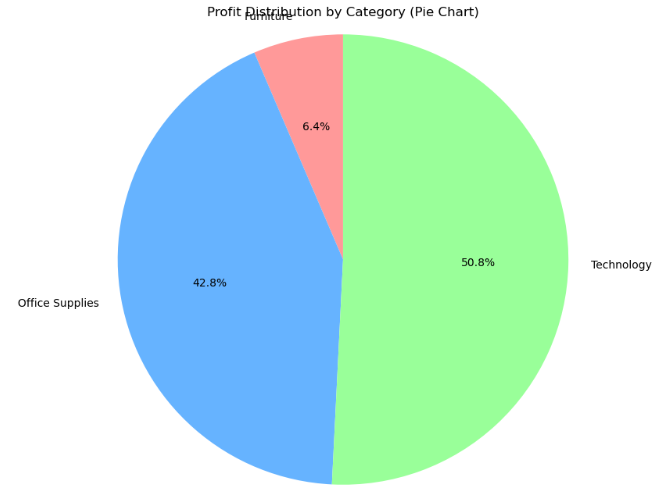 Profit Distribution by Category (Pie Chart)
Furniture
6.4%
50.8%
Technology
42.8%
Office Supplies